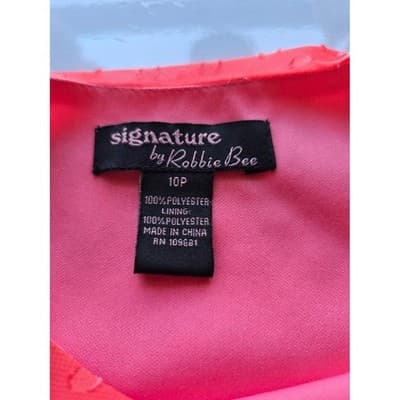 signature
by Robbie Bee
10P
100% POLYESTER
LINING:
100% POLYESTER
MADE IN CHINA
RN 109681